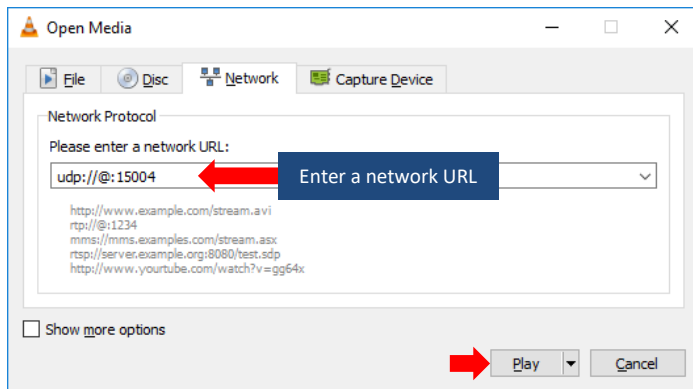 Open Media
File Disc Network Capture Device
Network Protocol
Please enter a network URL:
udp://@:15004
Enter a network URL
http://www.example.com/stream.avi
rtp://@:1234
mms://mms.examples.com/stream.asx
rtsp://server.example.org:8080/test.sdp
http://www.yourtube.com/watch?v=gg64x
Show more options
Play Cancel